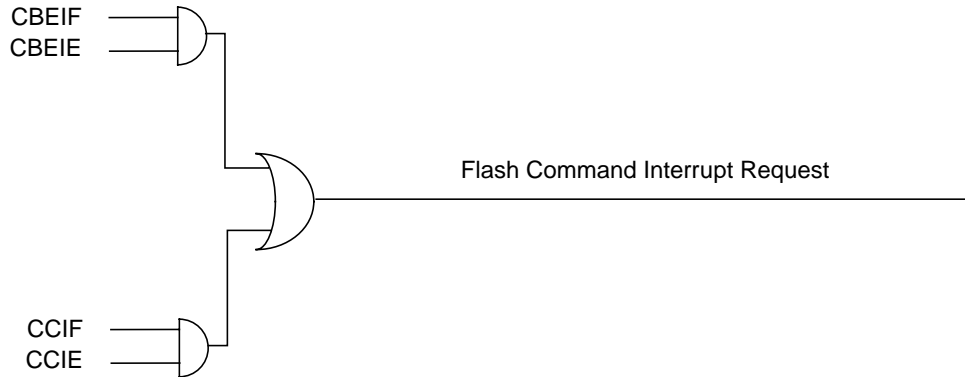 CBEIF
CBEIE
Flash Command Interrupt Request
CCIF
CCIE